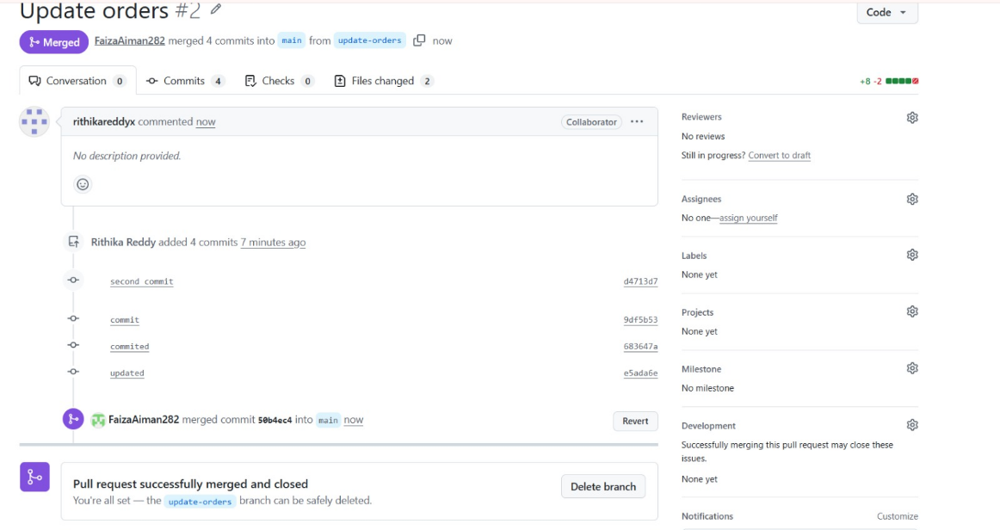 Update orders #2
Code
Merged FaizaAiman282 merged 4 commits into main from update-orders now
Conversation 0 Commits 4 Checks 0 Files changed 2
+8 -2
rithikareddyx commented now Collaborator
No description provided.
Rithika Reddy added 4 commits 7 minutes ago
second commit d4713d7
commit 9df5b53
commited 683647a
updated e5ada6e
FaizaAiman282 merged commit 50b4ec4 into main now Revert
Pull request successfully merged and closed
You're all set — the update-orders branch can be safely deleted.
Delete branch
Reviewers
No reviews
Still in progress? Convert to draft
Assignees
No one—assign yourself
Labels
None yet
Projects
None yet
Milestone
No milestone
Development
Successfully merging this pull request may close these
issues.
None yet
Notifications Customize